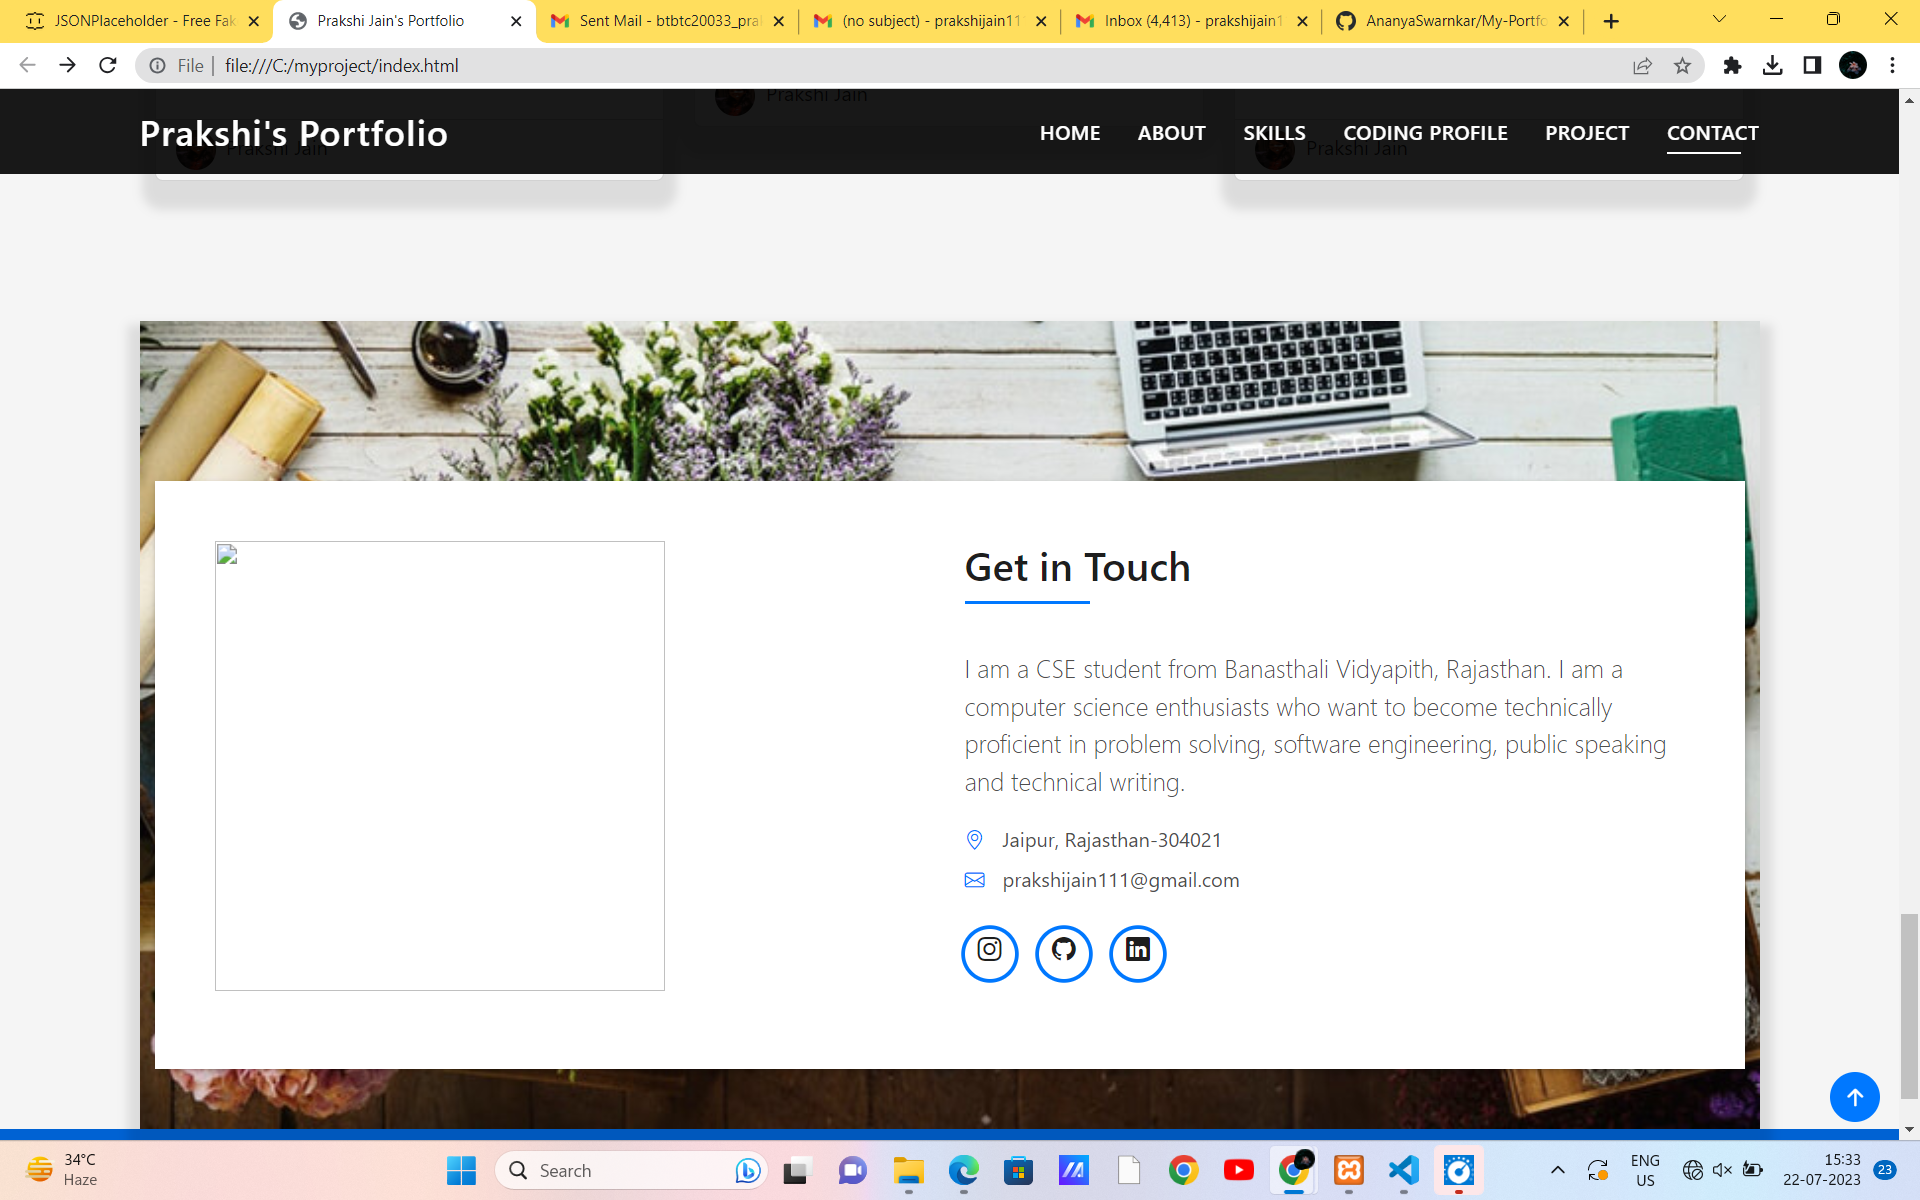 JSONPlaceholder - Free Fak
Prakshi Jain's Portfolio
Sent Mail - btbtc20033_pral
(no subject) - prakshijain11
Inbox (4,413) - prakshijain1
AnanyaSwarnkar/My-Portfo
File
file:///C:/myproject/index.html
Prakshi Jain
Prakshi's Portfolio
HOME
ABOUT
SKILLS
CODING PROFILE
PROJECT
CONTACT
Prakshi Jain
Prakshi Jain
Get in Touch
I am a CSE student from Banasthali Vidyapith, Rajasthan. I am a
computer science enthusiasts who want to become technically
proficient in problem solving, software engineering, public speaking
and technical writing.
Jaipur, Rajasthan-304021
prakshijain111@gmail.com
34°C
Haze
Search
ENG
US
15:33
22-07-2023
23